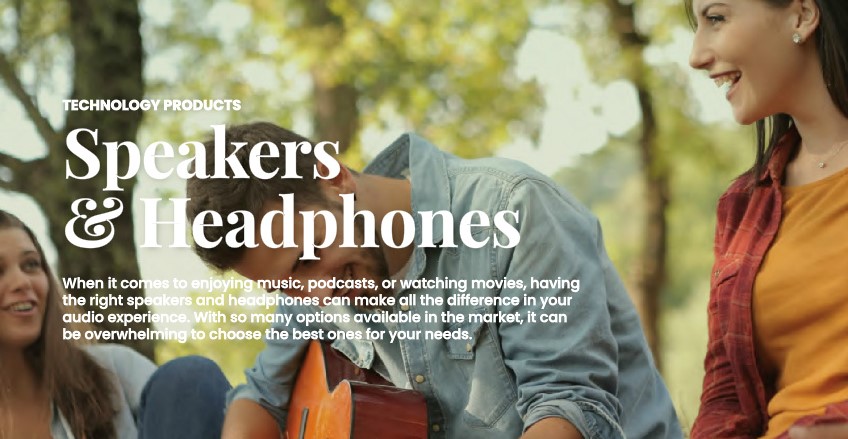 TECHNOLOGY PRODUCTS
Speakers
& Headphones
When it comes to enjoying music, podcasts, or watching movies, having
the right speakers and headphones can make all the difference in your
audio experience. With so many options available in the market, it can
be overwhelming to choose the best ones for your needs.